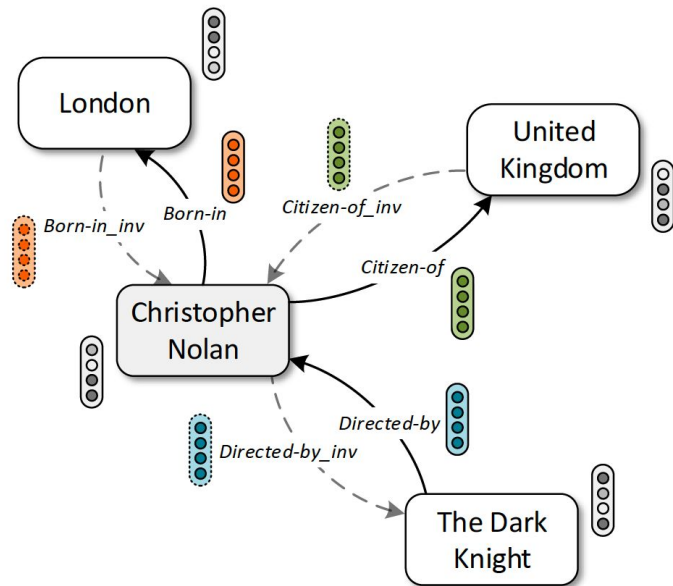 London
United
Kingdom
Born-in
Citizen-of_inv
Born-in_inv
Citizen-of
Christopher
Nolan
Directed-by
Directed-by_inv
The Dark
Knight